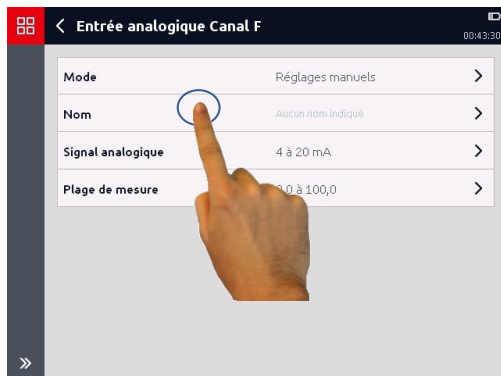 Entrée analogique Canal F
00:43:30
Mode Réglages manuels
Nom Aucun nom indiqué
Signal analogique 4 à 20 mA
Plage de mesure 0,0 à 100,0